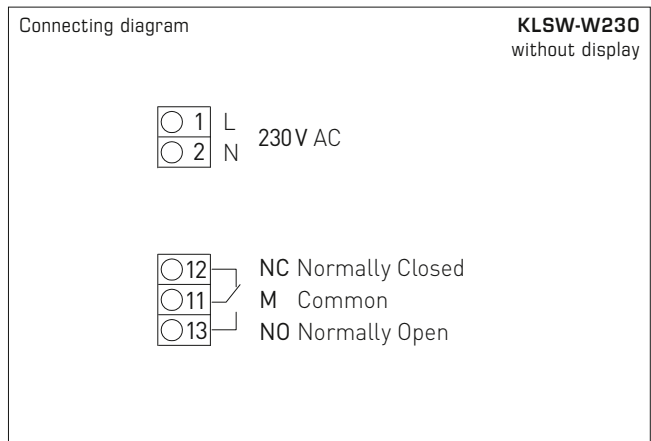 Connecting diagram KLSW-W230
without display
1 L
230 V AC
2 N
12 NC Normally Closed
11 M Common
13 NO Normally Open